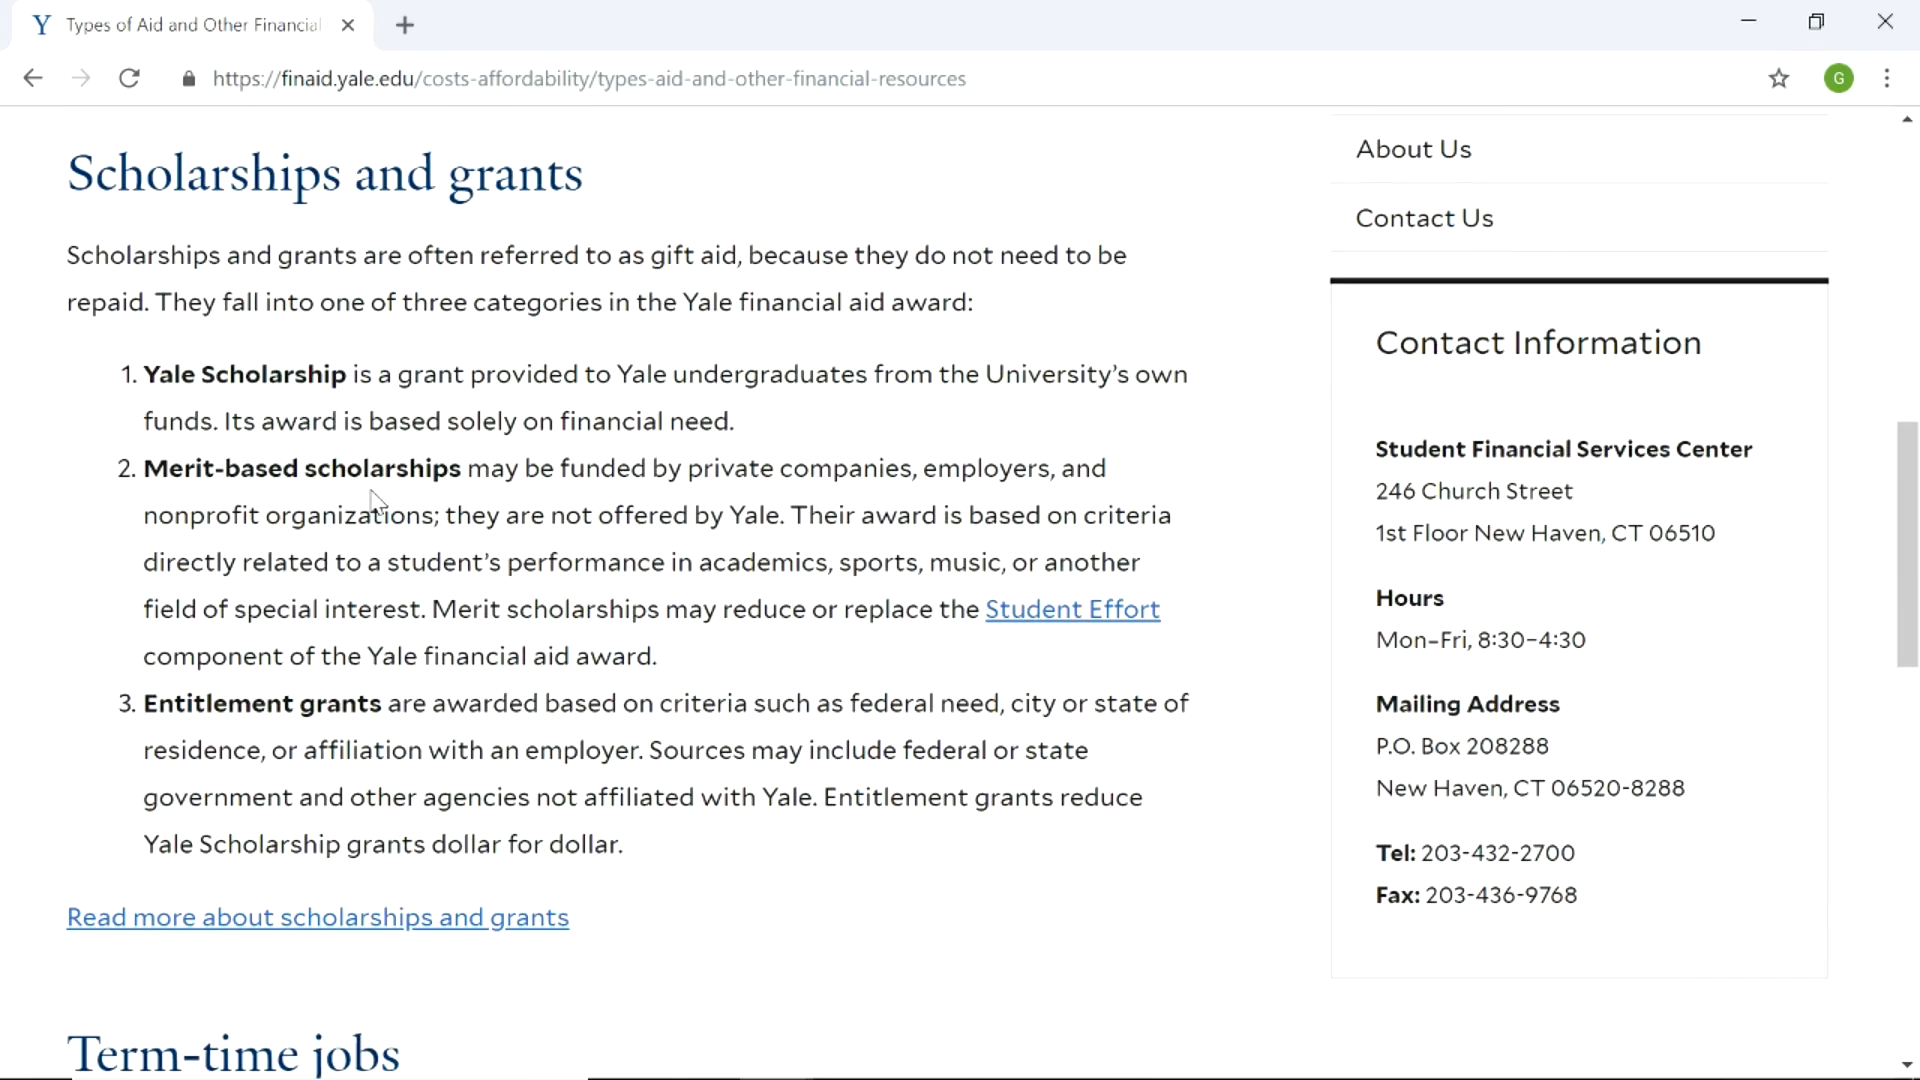 Types of Aid and Other Financial
https://finaid.yale.edu/costs-affordability/types-aid-and-other-financial-resources
G
Scholarships and grants
Scholarships and grants are often referred to as gift aid, because they do not need to be
repaid. They fall into one of three categories in the Yale financial aid award:
1. Yale Scholarship is a grant provided to Yale undergraduates from the University’s own
funds. Its award is based solely on financial need.
2. Merit-based scholarships may be funded by private companies, employers, and
nonprofit organizations; they are not offered by Yale. Their award is based on criteria
directly related to a student’s performance in academics, sports, music, or another
field of special interest. Merit scholarships may reduce or replace the Student Effort
component of the Yale financial aid award.
3. Entitlement grants are awarded based on criteria such as federal need, city or state of
residence, or affiliation with an employer. Sources may include federal or state
government and other agencies not affiliated with Yale. Entitlement grants reduce
Yale Scholarship grants dollar for dollar.
Read more about scholarships and grants
Term-time jobs
About Us
Contact Us
Contact Information
Student Financial Services Center
246 Church Street
1st Floor New Haven, CT 06510
Hours
Mon–Fri, 8:30–4:30
Mailing Address
P.O. Box 208288
New Haven, CT 06520-8288
Tel: 203-432-2700
Fax: 203-436-9768